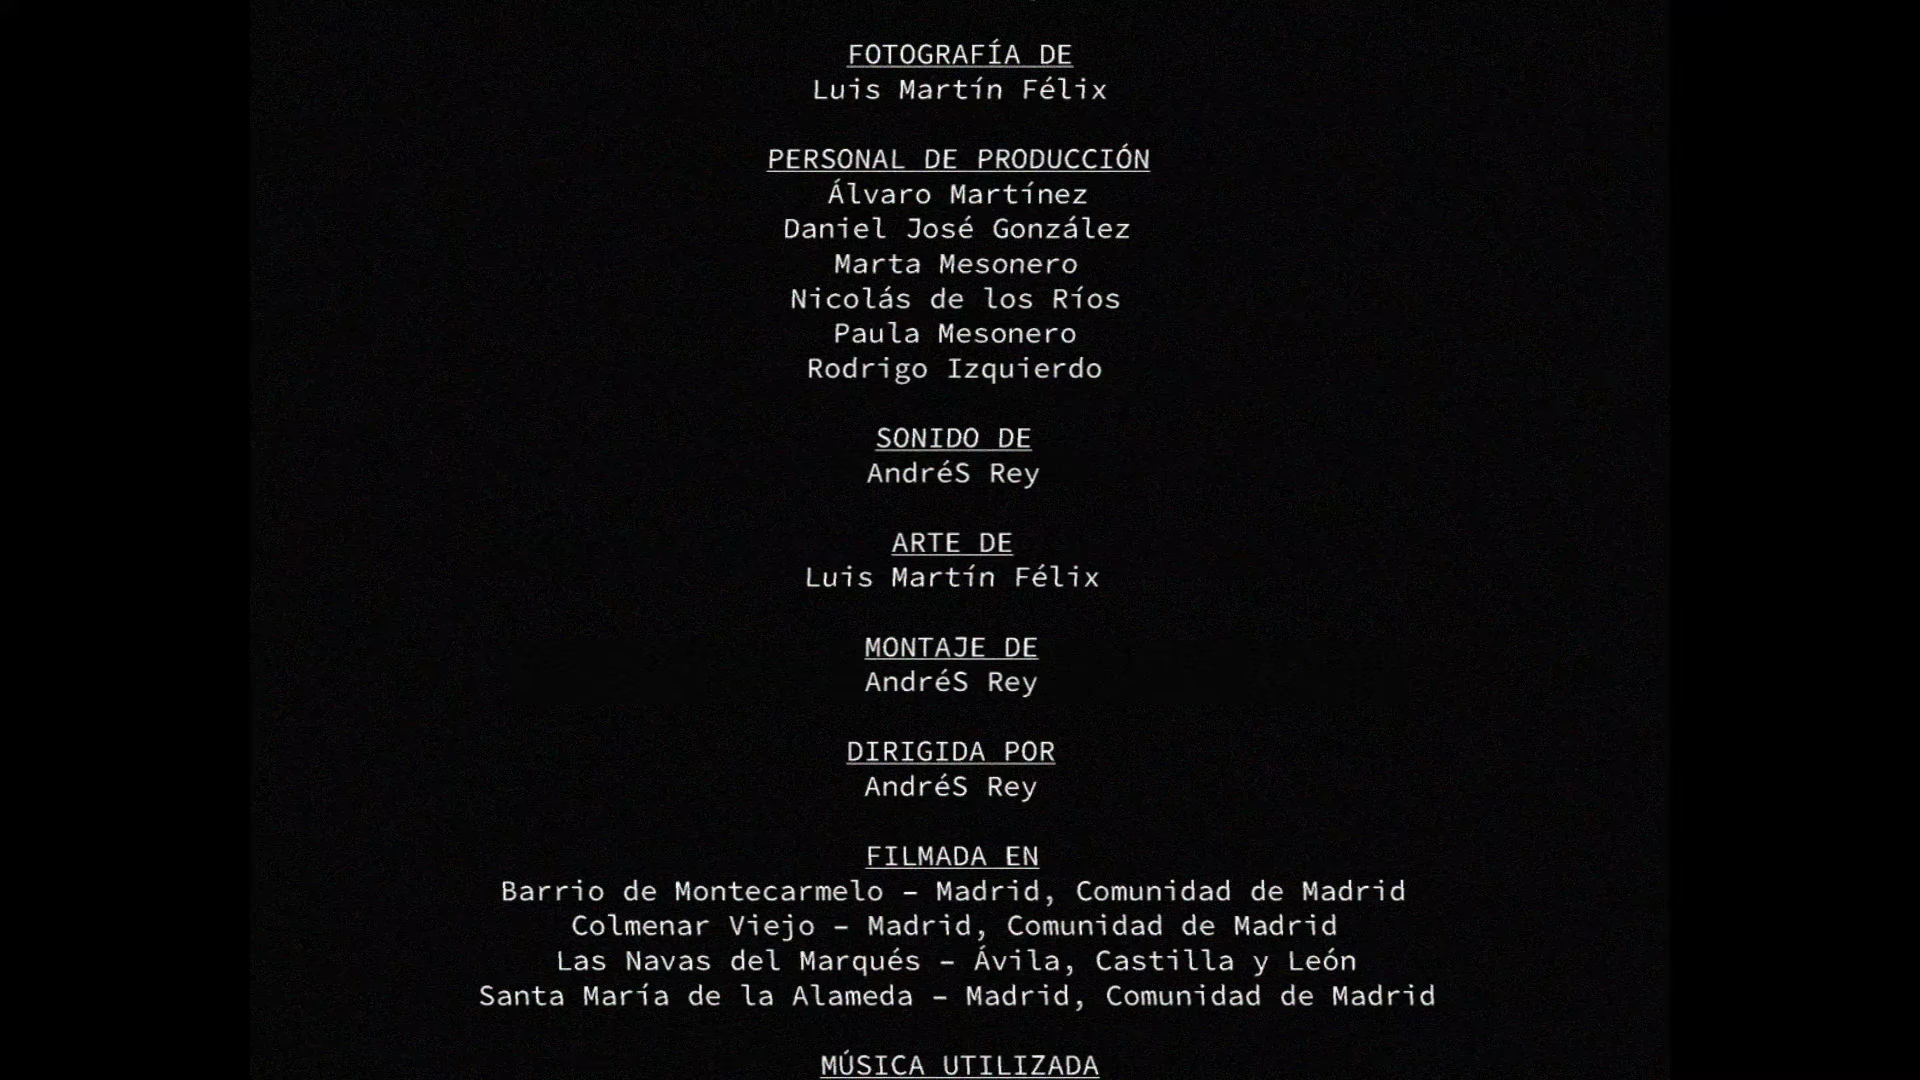 FOTOGRAFÍA DE
Luis Martín Félix
PERSONAL DE PRODUCCIÓN
Álvaro Martínez
Daniel José González
Marta Mesonero
Nicolás de los Ríos
Paula Mesonero
Rodrigo Izquierdo
SONIDO DE
AndréS Rey
ARTE DE
Luis Martín Félix
MONTAJE DE
AndréS Rey
DIRIGIDA POR
AndréS Rey
FILMADA EN
Barrio de Montecarmelo – Madrid, Comunidad de Madrid
Colmenar Viejo – Madrid, Comunidad de Madrid
Las Navas del Marqués – Ávila, Castilla y León
Santa María de la Alameda – Madrid, Comunidad de Madrid
MÚSICA UTILIZADA